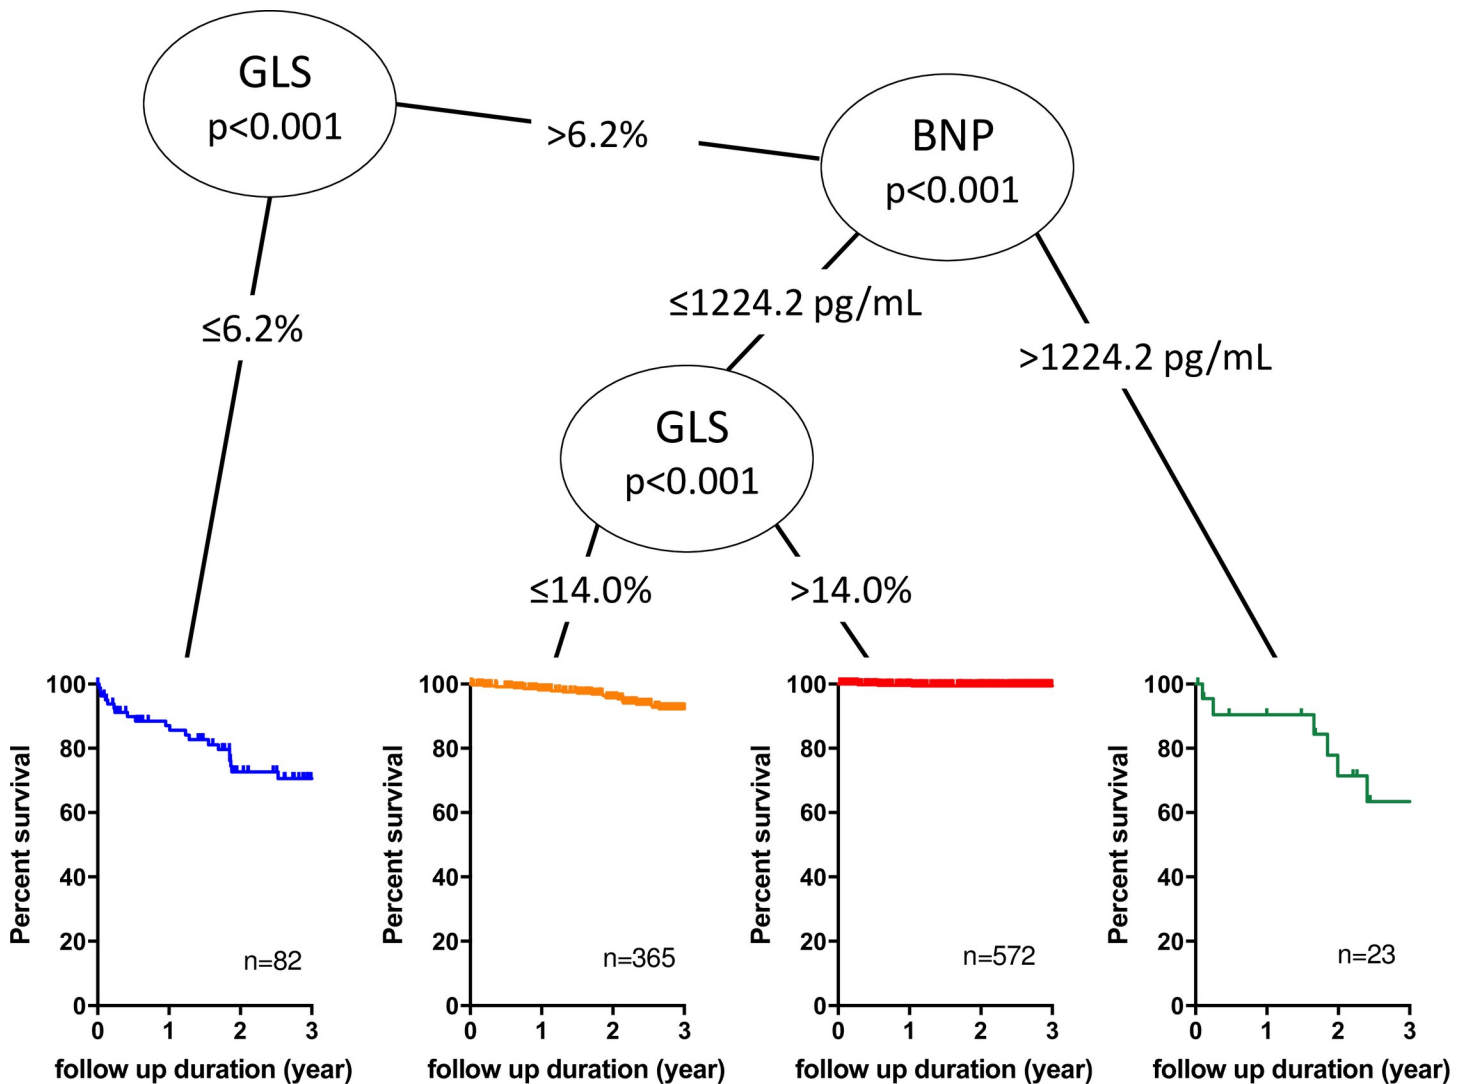 GLS
p<0.001
>6.2%
BNP
p<0.001
≤6.2%
≤1224.2 pg/mL
>1224.2 pg/mL
GLS
p<0.001
≤14.0%
>14.0%
Percent survival
100
80
60
40
20
0
n=82
0 1 2 3
follow up duration (year)
Percent survival
100
80
60
40
20
0
n=365
0 1 2 3
follow up duration (year)
Percent survival
100
80
60
40
20
0
n=572
0 1 2 3
follow up duration (year)
Percent survival
100
80
60
40
20
0
n=23
0 1 2 3
follow up duration (year)